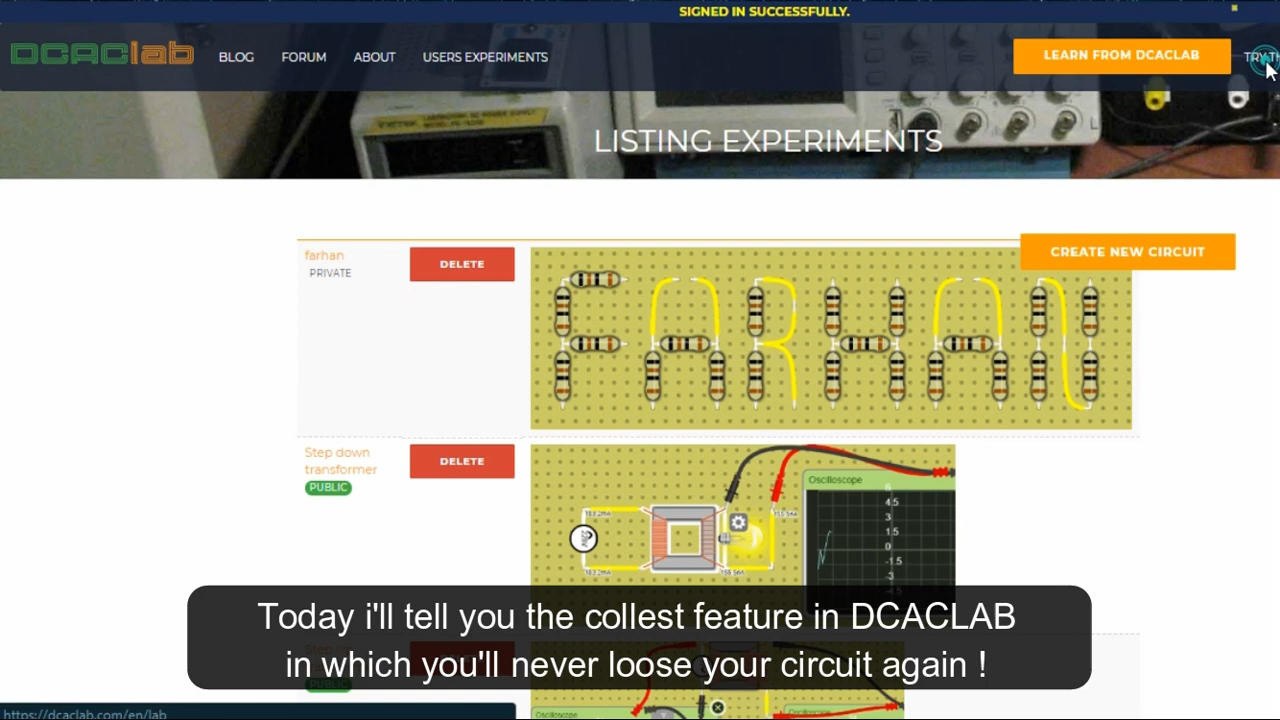 SIGNED IN SUCCESSFULLY.
DCAClab
BLOG
FORUM
ABOUT
USERS EXPERIMENTS
LEARN FROM DCACLAB
LISTING EXPERIMENTS
CREATE NEW CIRCUIT
farhan
PRIVATE
DELETE
FARHAN
Step down
transformer
PUBLIC
DELETE
Oscilloscope
4.5
3
1.5
0
-1.5
-3
Today i'll tell you the collest feature in DCACLAB
in which you'll never loose your circuit again !
https://dcaclab.com/en/lab